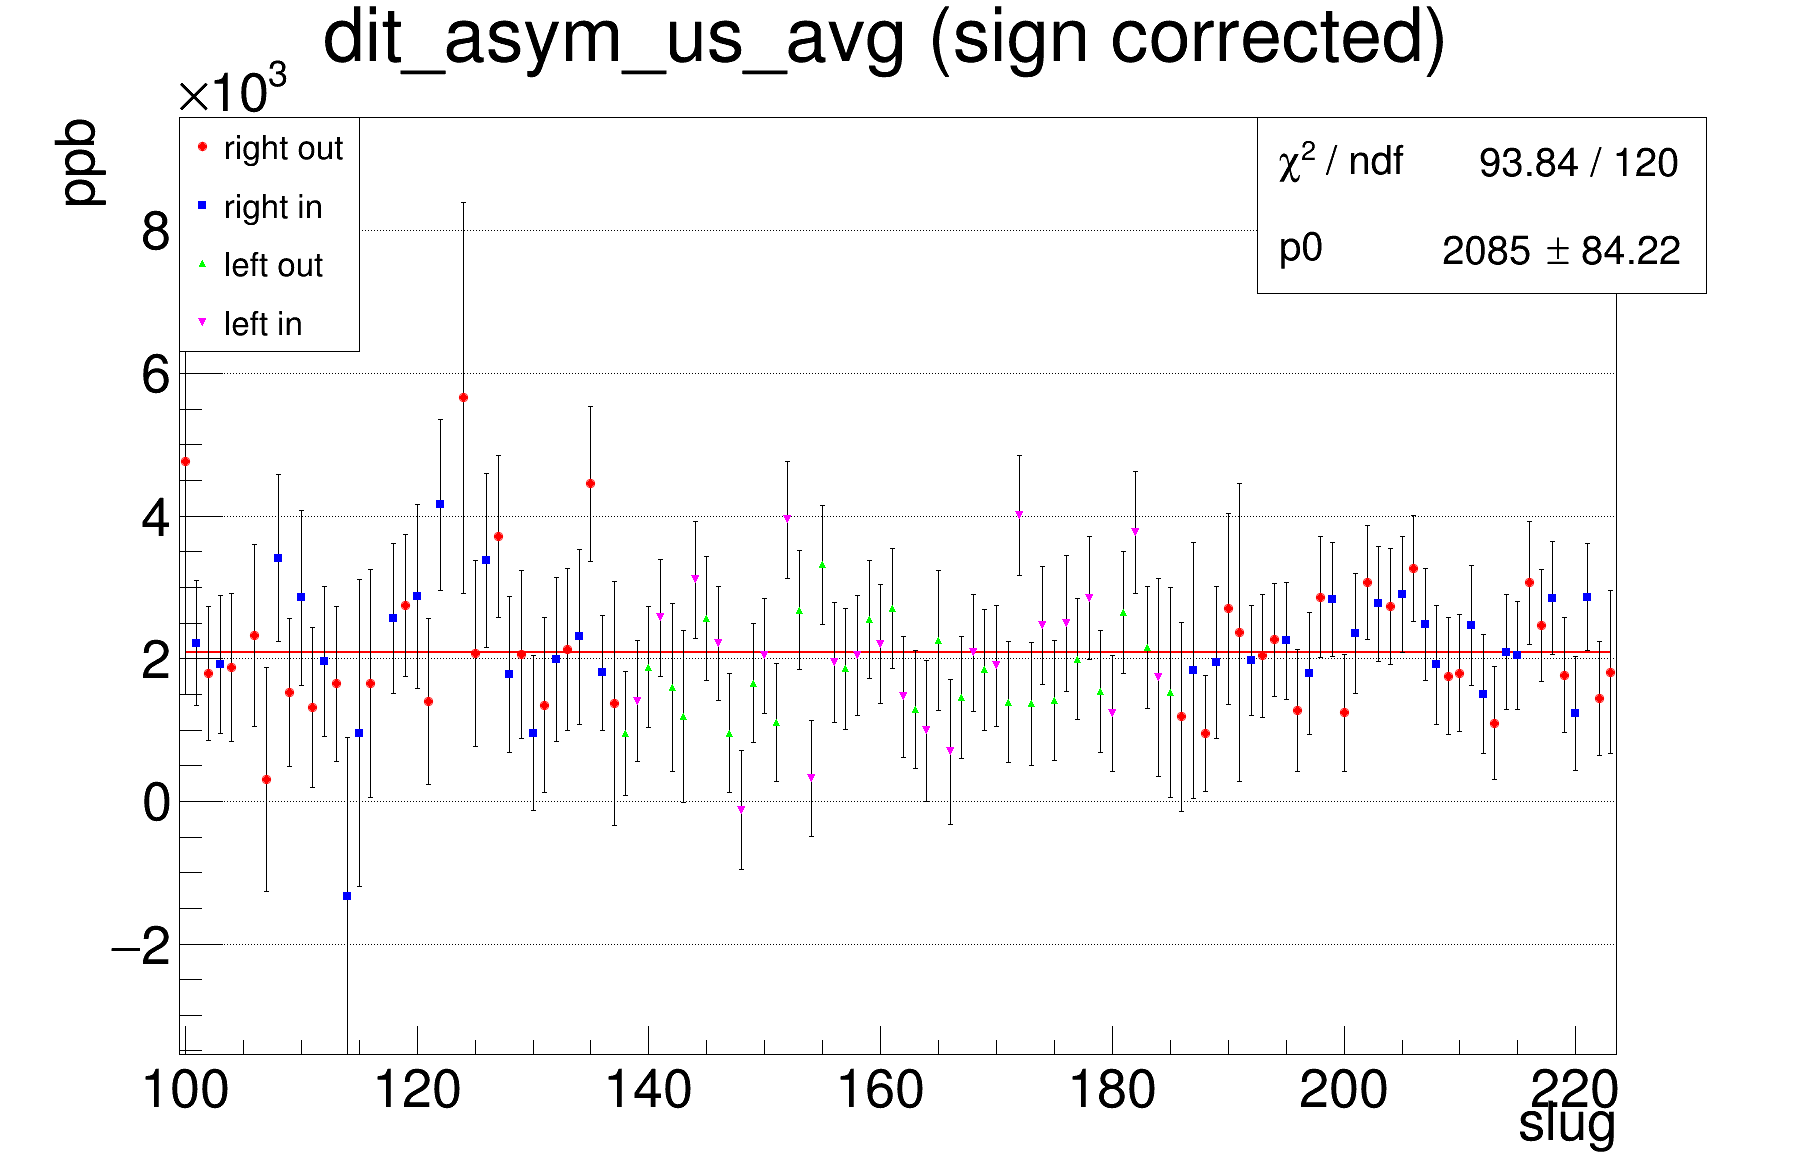 dit_asym_us_avg (sign corrected)
×10³
ppb
right out
right in
left out
left in
χ² / ndf 93.84 / 120
p0 2085 ± 84.22
8
6
4
2
0
−2
100 120 140 160 180 200 220
slug